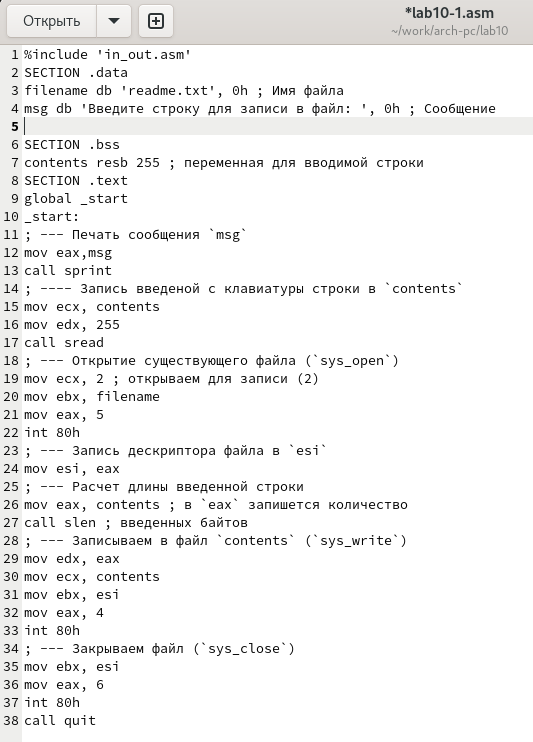 Открыть
*lab10-1.asm
~/work/arch-pc/lab10
1 %include 'in_out.asm'
2 SECTION .data
3 filename db 'readme.txt', 0h ; Имя файла
4 msg db 'Введите строку для записи в файл: ', 0h ; Сообщение
5
6 SECTION .bss
7 contents resb 255 ; переменная для вводимой строки
8 SECTION .text
9 global _start
10 _start:
11 ; --- Печать сообщения `msg`
12 mov eax,msg
13 call sprint
14 ; ---- Запись введеной с клавиатуры строки в `contents`
15 mov ecx, contents
16 mov edx, 255
17 call sread
18 ; --- Открытие существующего файла (`sys_open`)
19 mov ecx, 2 ; открываем для записи (2)
20 mov ebx, filename
21 mov eax, 5
22 int 80h
23 ; --- Запись дескриптора файла в `esi`
24 mov esi, eax
25 ; --- Расчет длины введенной строки
26 mov eax, contents ; в `eax` запишется количество
27 call slen ; введенных байтов
28 ; --- Записываем в файл `contents` (`sys_write`)
29 mov edx, eax
30 mov ecx, contents
31 mov ebx, esi
32 mov eax, 4
33 int 80h
34 ; --- Закрываем файл (`sys_close`)
35 mov ebx, esi
36 mov eax, 6
37 int 80h
38 call quit